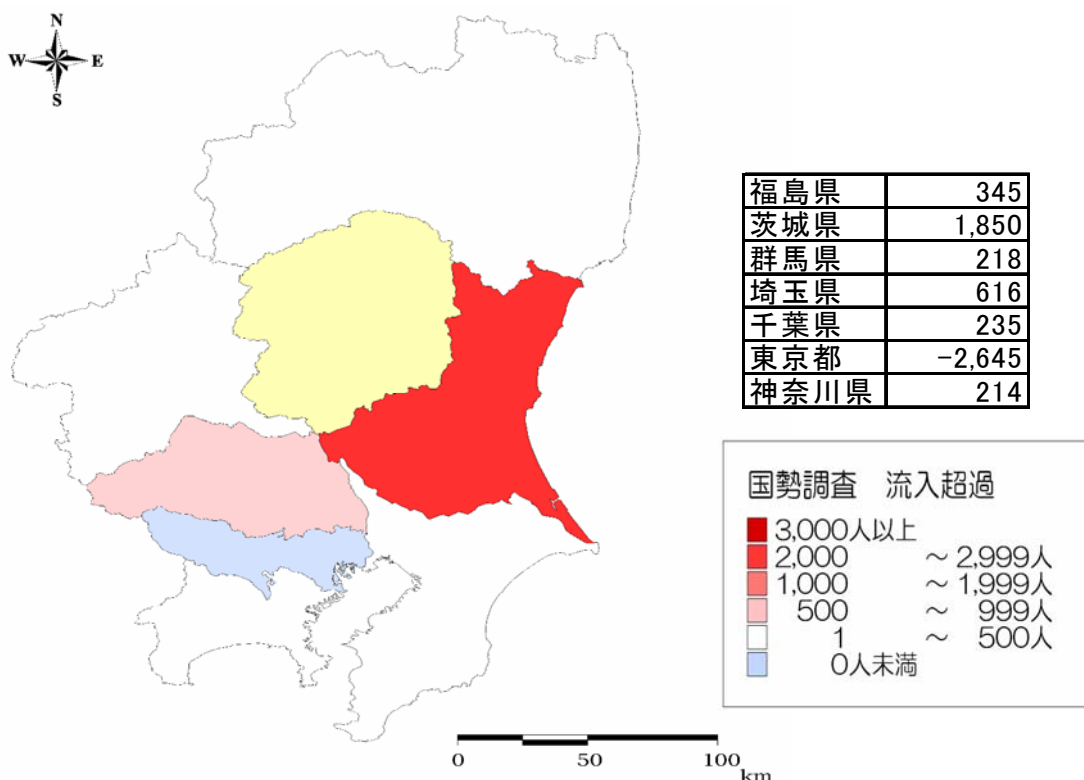 N
W E
S
福島県 345
茨城県 1,850
群馬県 218
埼玉県 616
千葉県 235
東京都 -2,645
神奈川県 214
国勢調査 流入超過
3,000人以上
2,000 ～ 2,999人
1,000 ～ 1,999人
500 ～ 999人
1 ～ 500人
0人未満
0 50 100
km